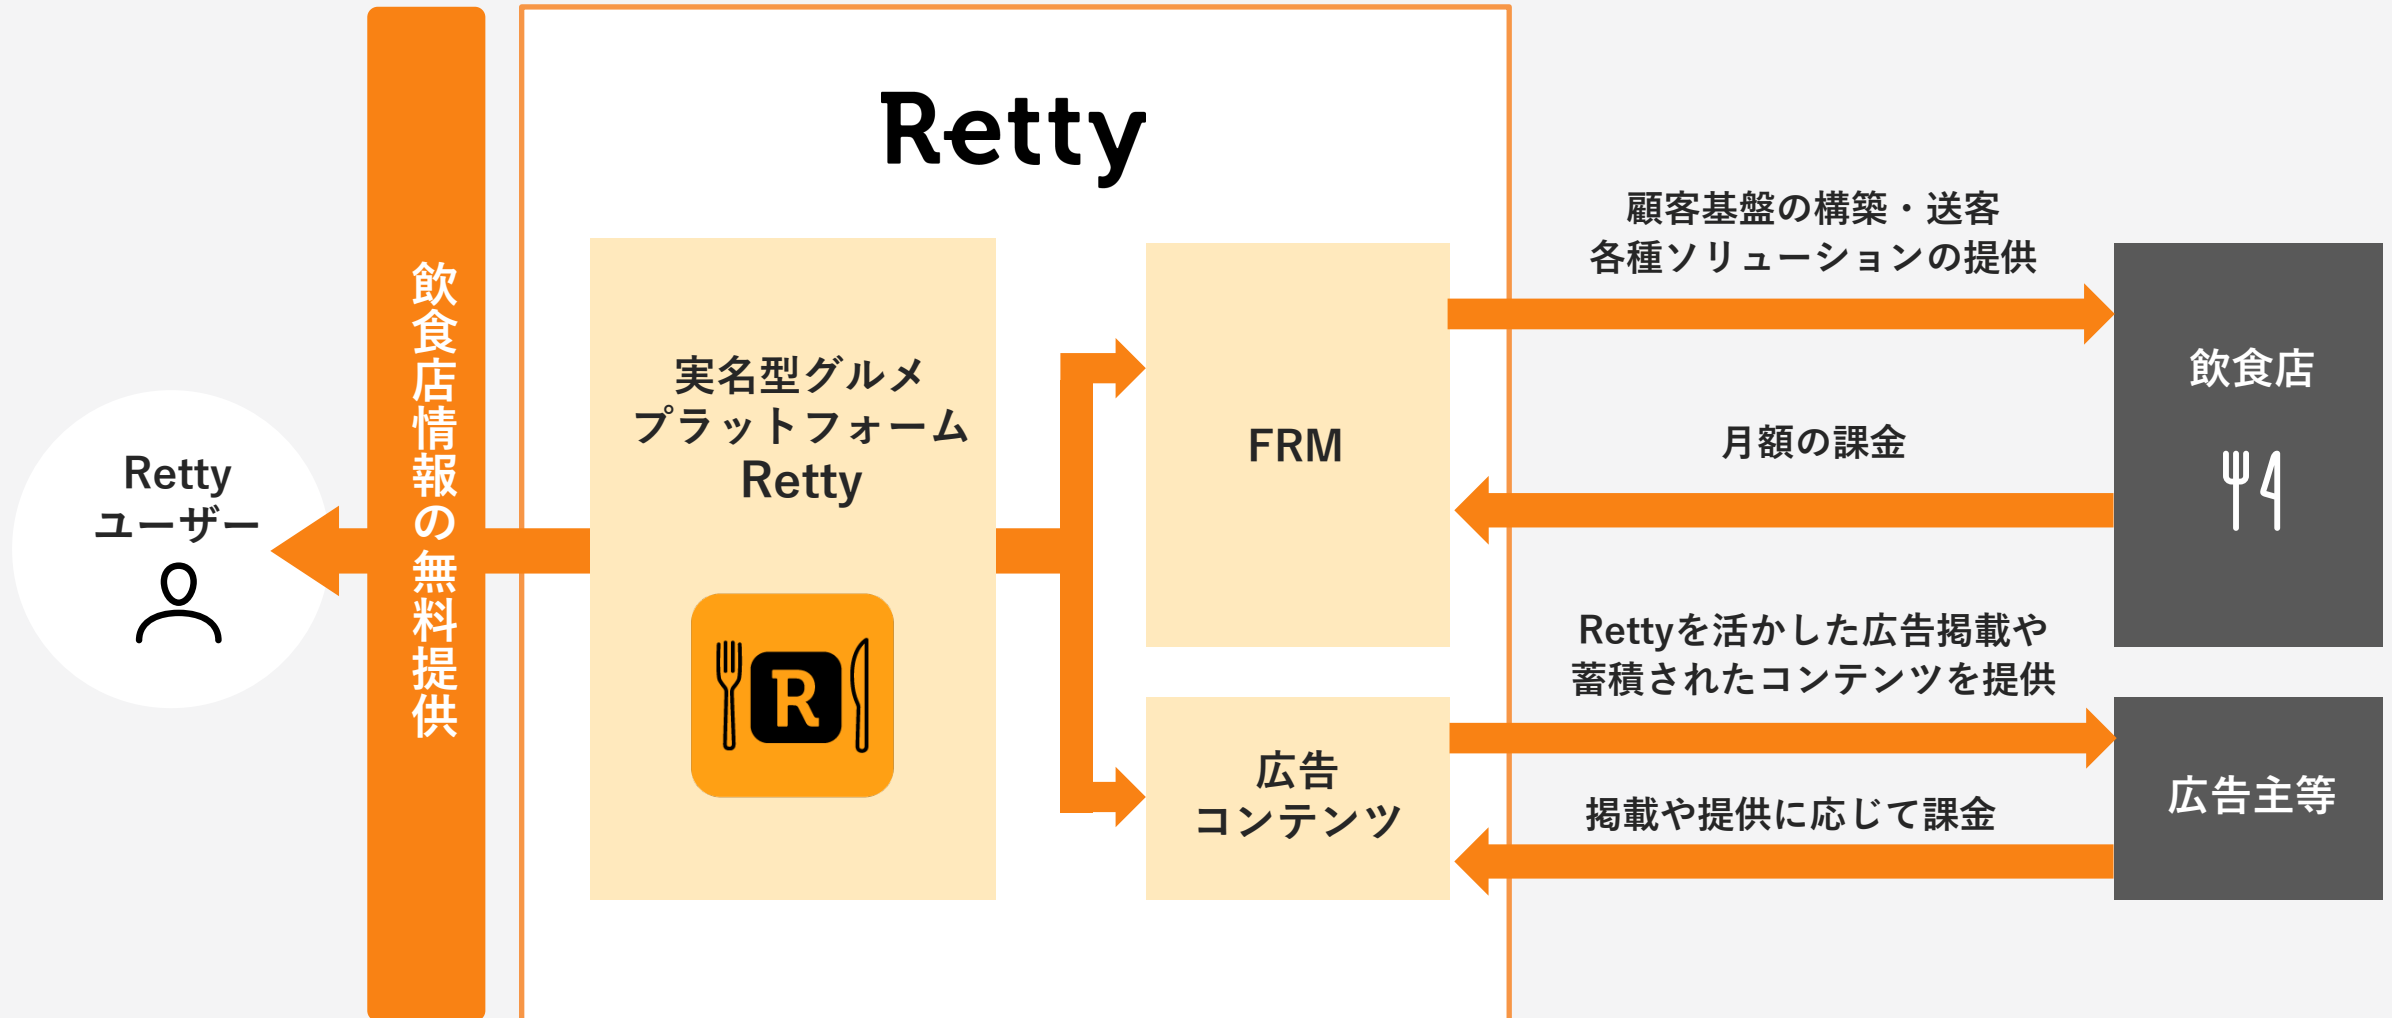 Retty
ユーザー
飲食店情報の無料提供
Retty
実名型グルメ
プラットフォーム
Retty
R
FRM
広告
コンテンツ
顧客基盤の構築・送客
各種ソリューションの提供
月額の課金
Rettyを活かした広告掲載や
蓄積されたコンテンツを提供
掲載や提供に応じて課金
飲食店
広告主等